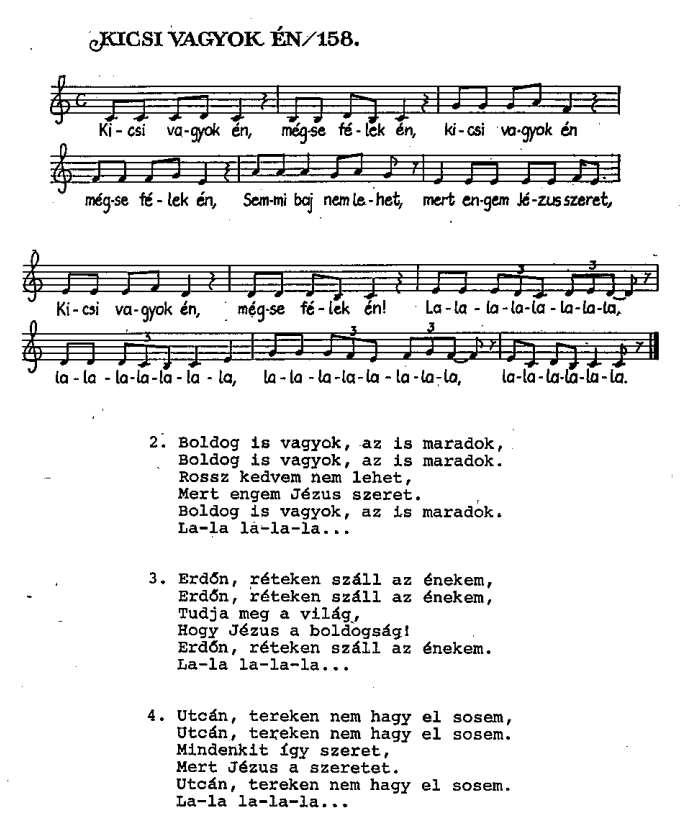 KICSI VAGYOK ÉN/158.
Ki-csi va-gyok én, még-se fé-lek én, ki-csi va-gyok én
még-se fé-lek én, Sem-mi baj nem le-het, mert en-gem Jé-zus szeret,
Ki-csi va-gyok én, még-se fé-lek én! La-la-la-la-la-la-la-la,
3 3
la-la-la-la-la-la-la, la-la-la-la-la-la-la-la, la-la-la-la-la-la.
3 3 3
2. Boldog is vagyok, az is maradok,
Boldog is vagyok, az is maradok.
Rossz kedvem nem lehet,
Mert engem Jézus szeret.
Boldog is vagyok, az is maradok.
La-la la-la-la...
3. Erdőn, réteken száll az énekem,
Erdőn, réteken száll az énekem,
Tudja meg a világ,
Hogy Jézus a boldogság!
Erdőn, réteken száll az énekem.
La-la la-la-la...
4. Utcán, tereken nem hagy el sosem,
Utcán, tereken nem hagy el sosem.
Mindenkit így szeret,
Mert Jézus a szeretet.
Utcán, tereken nem hagy el sosem.
La-la la-la-la...